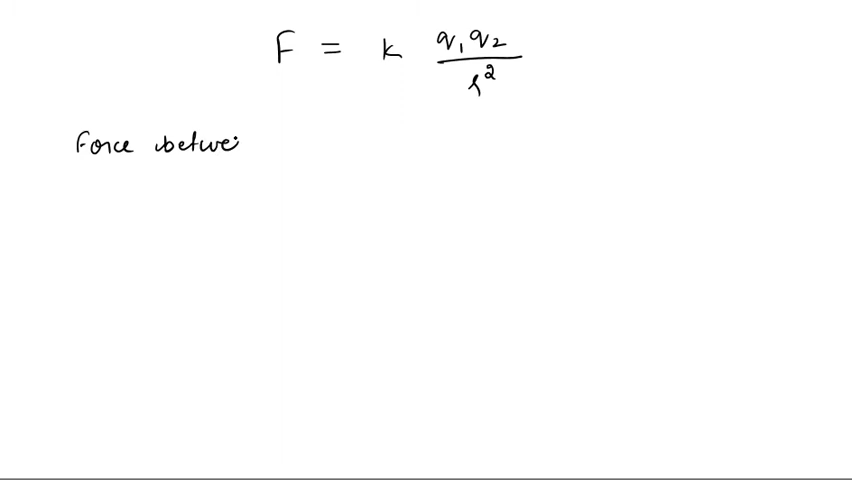 F = k q₁q₂/r²
Force betwe